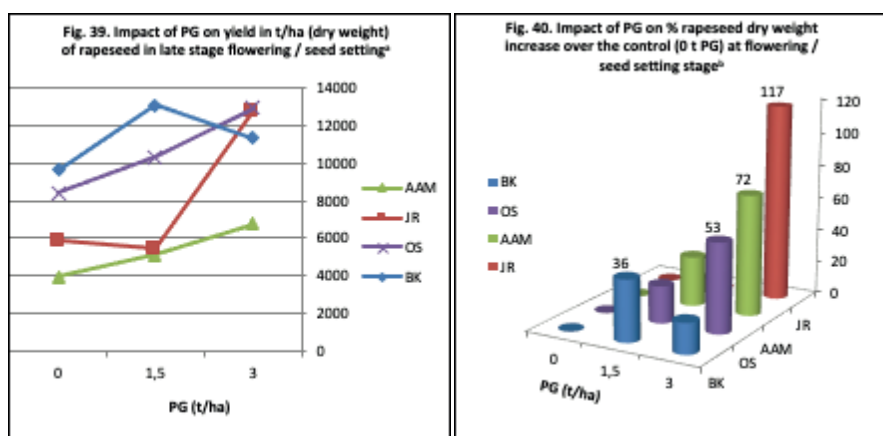 Fig. 39. Impact of PG on yield in t/ha (dry weight)
of rapeseed in late stage flowering / seed settingᵃ
14000
12000
10000
8000
6000
4000
2000
0
0
1,5
3
PG (t/ha)
AAM
JR
OS
BK
Fig. 40. Impact of PG on % rapeseed dry weight
increase over the control (0 t PG) at flowering /
seed setting stageᵇ
BK
OS
AAM
JR
36
53
72
117
120
100
80
60
40
20
0
0
1,5
3
PG (t/ha)
BK
OS
AAM
JR